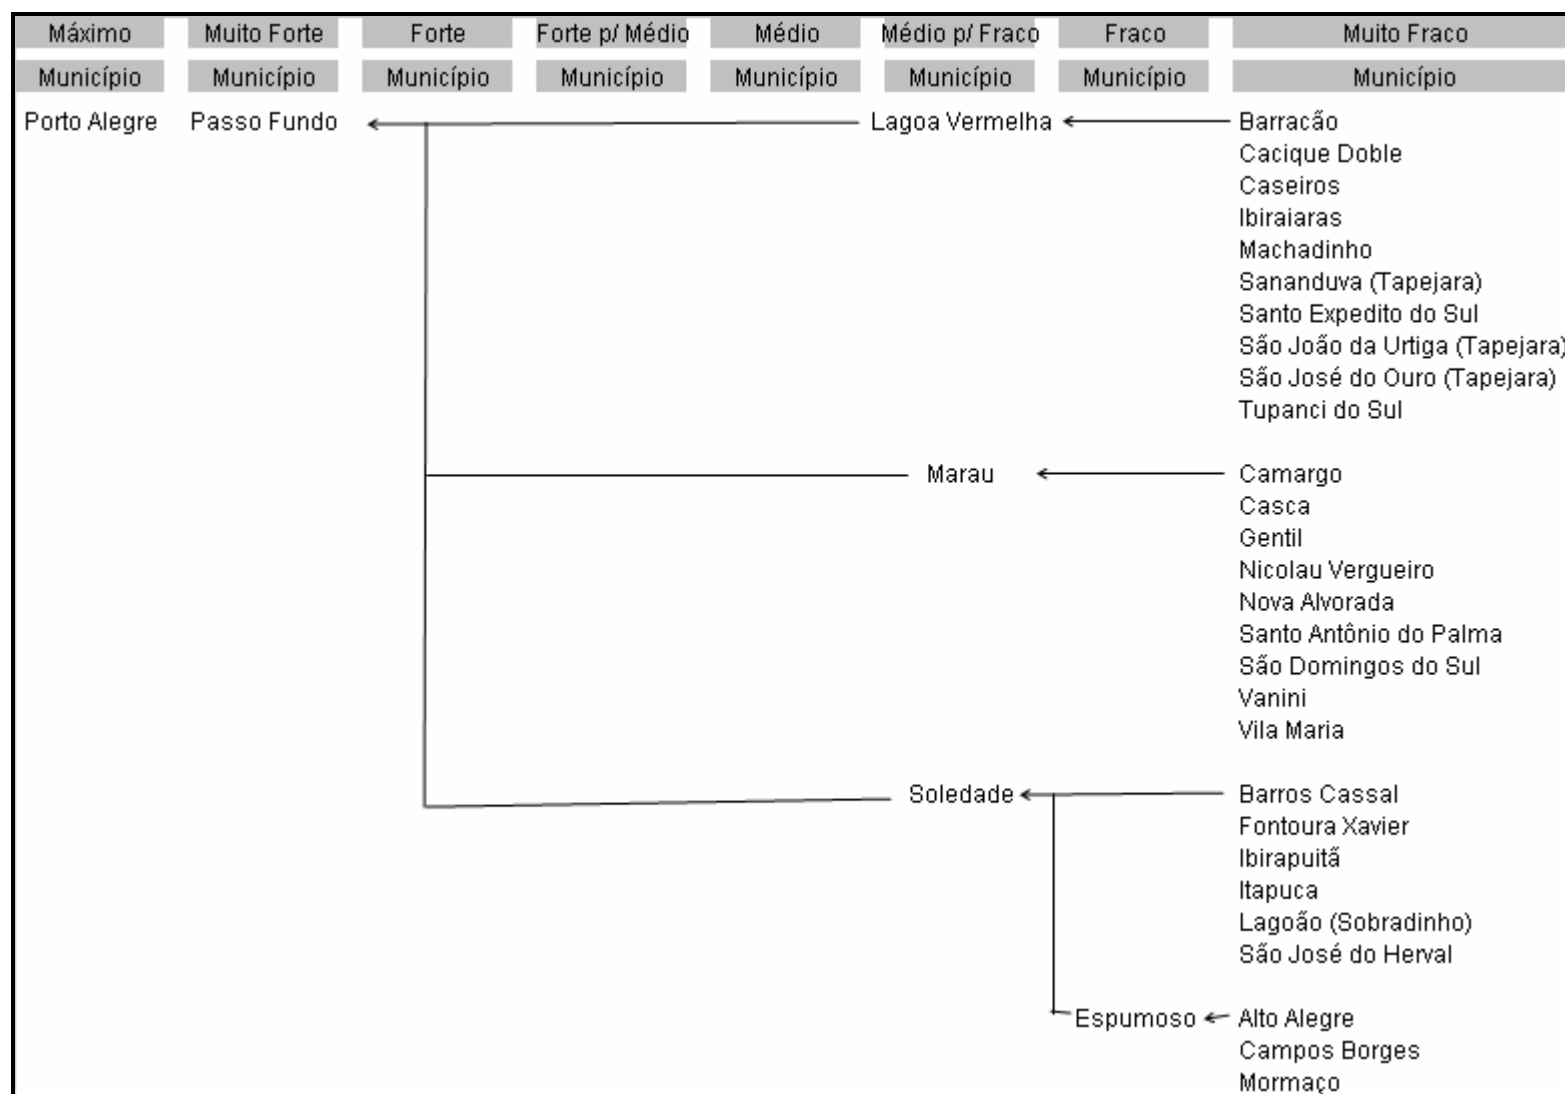 Máximo Muito Forte Forte Forte p/ Médio Médio Médio p/ Fraco Fraco Muito Fraco
Município Município Município Município Município Município Município Município
Porto Alegre Passo Fundo Lagoa Vermelha Barracão
Cacique Doble
Caseiros
Ibiraiaras
Machadinho
Sananduva (Tapejara)
Santo Expedito do Sul
São João da Urtiga (Tapejara)
São José do Ouro (Tapejara)
Tupanci do Sul
Marau Camargo
Casca
Gentil
Nicolau Vergueiro
Nova Alvorada
Santo Antônio do Palma
São Domingos do Sul
Vanini
Vila Maria
Soledade Barros Cassal
Fontoura Xavier
Ibirapuitã
Itapuca
Lagoão (Sobradinho)
São José do Herval
Espumoso Alto Alegre
Campos Borges
Mormaço